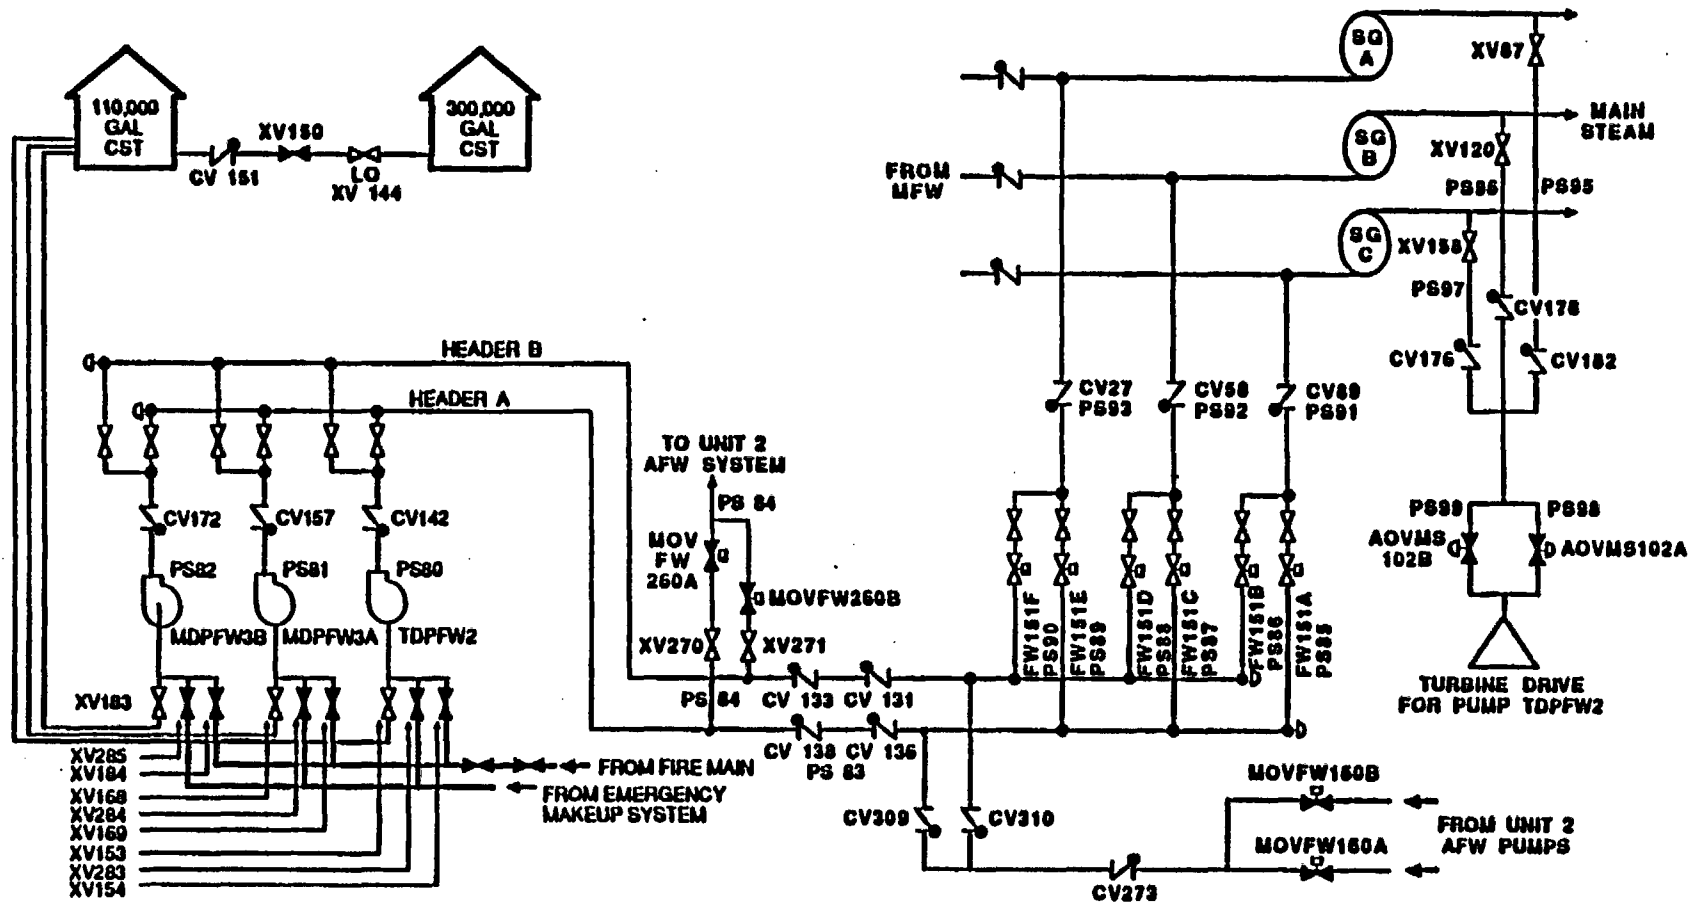 SG
A
XV87
110,000
GAL
CST
300,000
GAL
CST
XV150
CV 151
LO
XV 144
MAIN
STEAM
SG
B
XV120
FROM
MFW
PS96
PS95
SG
C
XV158
PS97
CV178
CV176
CV182
HEADER B
HEADER A
CV27
PS93
CV58
PS92
CV89
PS91
TO UNIT 2
AFW SYSTEM
PS 84
CV172
CV157
CV142
MOV
FW
260A
PS99
PS98
AOVMS
102B
AOVMS102A
PS82
PS81
PS80
MOVFW260B
MDPFW3B
MDPFW3A
TDPFW2
XV270
XV271
FW151F
PS90
FW151E
PS89
FW151D
PS88
FW151C
PS87
FW151B
PS86
FW151A
PS85
XV183
PS 84
CV 133
CV 131
TURBINE DRIVE
FOR PUMP TDPFW2
CV 138
CV 136
PS 83
XV285
XV184
XV168
XV284
XV169
XV153
XV283
XV154
FROM FIRE MAIN
FROM EMERGENCY
MAKEUP SYSTEM
CV309
CV310
MOVFW160B
FROM UNIT 2
AFW PUMPS
MOVFW160A
CV273